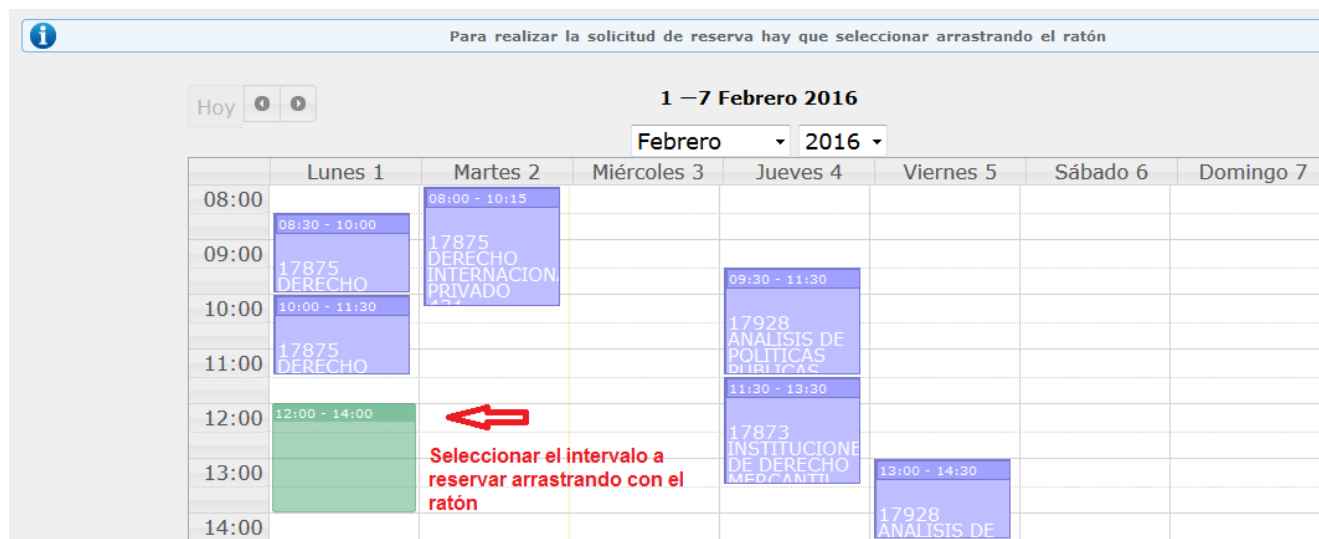 Para realizar la solicitud de reserva hay que seleccionar arrastrando el ratón
Hoy
1 —7 Febrero 2016
Febrero 2016
Lunes 1 Martes 2 Miércoles 3 Jueves 4 Viernes 5 Sábado 6 Domingo 7
08:00
09:00
10:00
11:00
12:00
13:00
14:00
08:30 - 10:00
17875
DERECHO
10:00 - 11:30
17875
DERECHO
12:00 - 14:00
08:00 - 10:15
17875
DERECHO
INTERNACION
PRIVADO
Seleccionar el intervalo a
reservar arrastrando con el
ratón
09:30 - 11:30
17928
ANALISIS DE
POLITICAS
PUBLICAS
11:30 - 13:30
17873
INSTITUCIONE
DE DERECHO
MERCANTIL
13:00 - 14:30
17928
ANALISIS DE